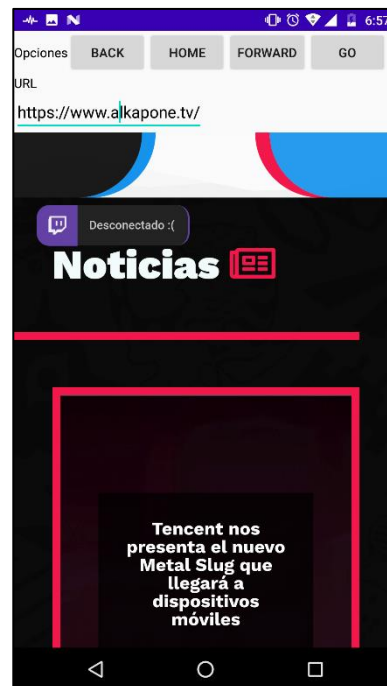 6:57
Opciones BACK HOME FORWARD GO
URL
https://www.alkapone.tv/
Desconectado :(
Noticias
Tencent nos
presenta el nuevo
Metal Slug que
llegará a
dispositivos
móviles